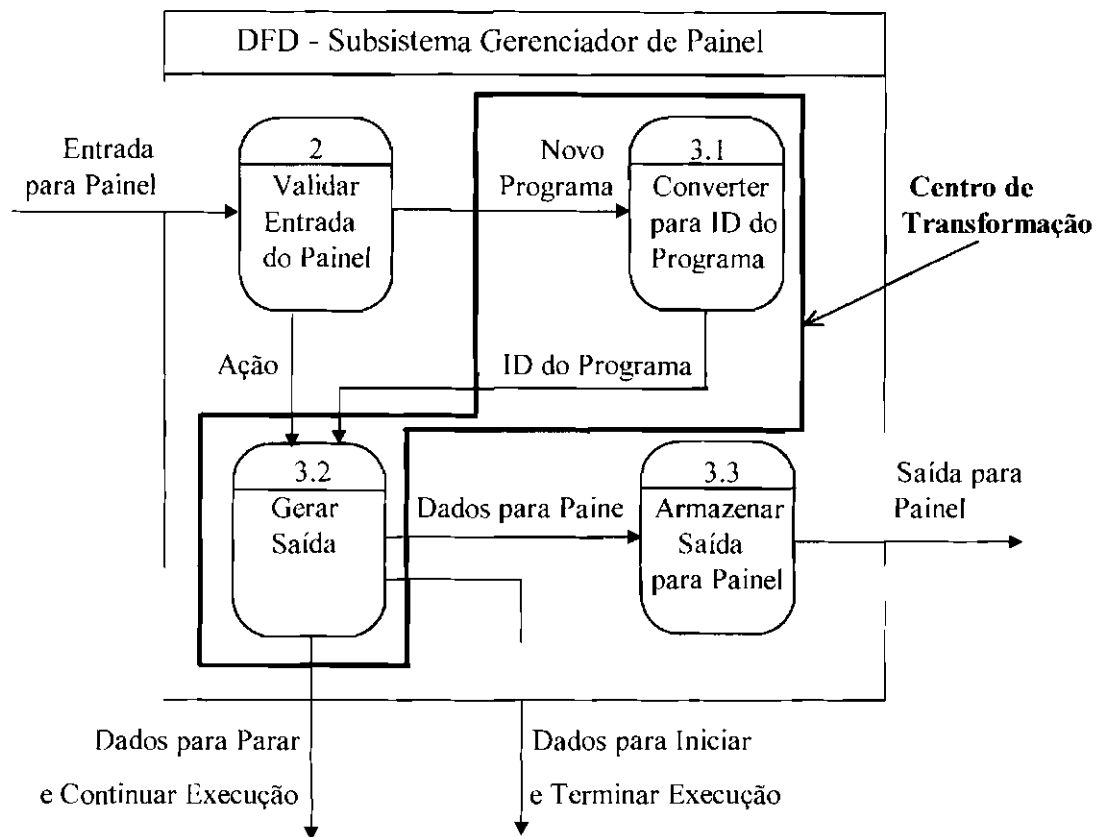 DFD - Subsistema Gerenciador de Painel
Entrada
para Painel
2
Validar
Entrada
do Painel
Novo
Programa
3.1
Converter
para ID do
Programa
Centro de
Transformação
Ação
ID do Programa
3.2
Gerar
Saída
Dados para Paine
3.3
Armazenar
Saída
para Painel
Saída para
Painel
Dados para Parar
e Continuar Execução
Dados para Iniciar
e Terminar Execução